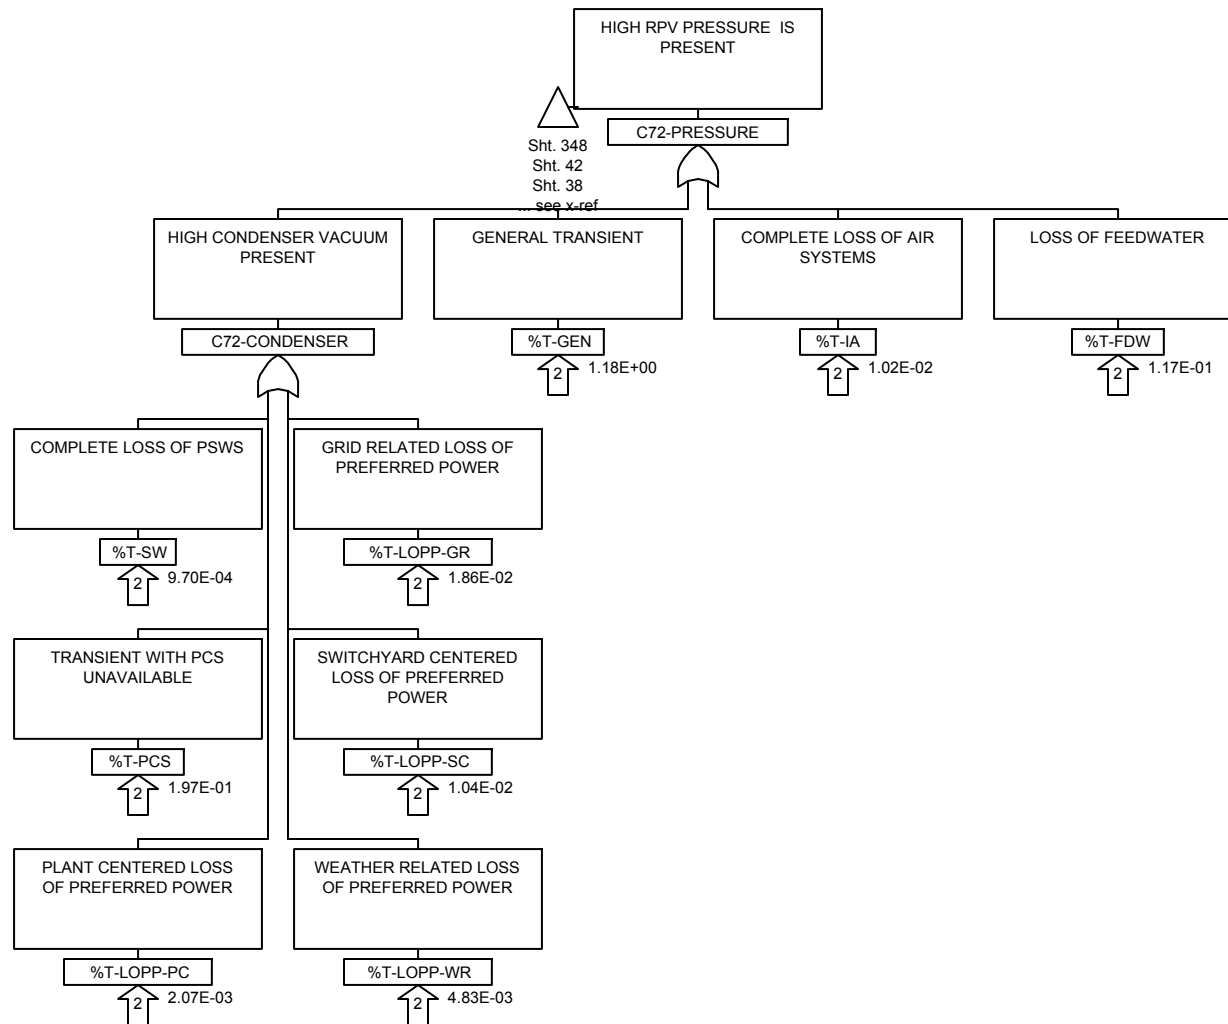 HIGH RPV PRESSURE IS
PRESENT
C72-PRESSURE
Sht. 348
Sht. 42
Sht. 38
... see x-ref
HIGH CONDENSER VACUUM
PRESENT
C72-CONDENSER
GENERAL TRANSIENT
%T-GEN
2
1.18E+00
COMPLETE LOSS OF AIR
SYSTEMS
%T-IA
2
1.02E-02
LOSS OF FEEDWATER
%T-FDW
2
1.17E-01
COMPLETE LOSS OF PSWS
%T-SW
2
9.70E-04
GRID RELATED LOSS OF
PREFERRED POWER
%T-LOPP-GR
2
1.86E-02
TRANSIENT WITH PCS
UNAVAILABLE
%T-PCS
2
1.97E-01
SWITCHYARD CENTERED
LOSS OF PREFERRED
POWER
%T-LOPP-SC
2
1.04E-02
PLANT CENTERED LOSS
OF PREFERRED POWER
%T-LOPP-PC
2
2.07E-03
WEATHER RELATED LOSS
OF PREFERRED POWER
%T-LOPP-WR
2
4.83E-03